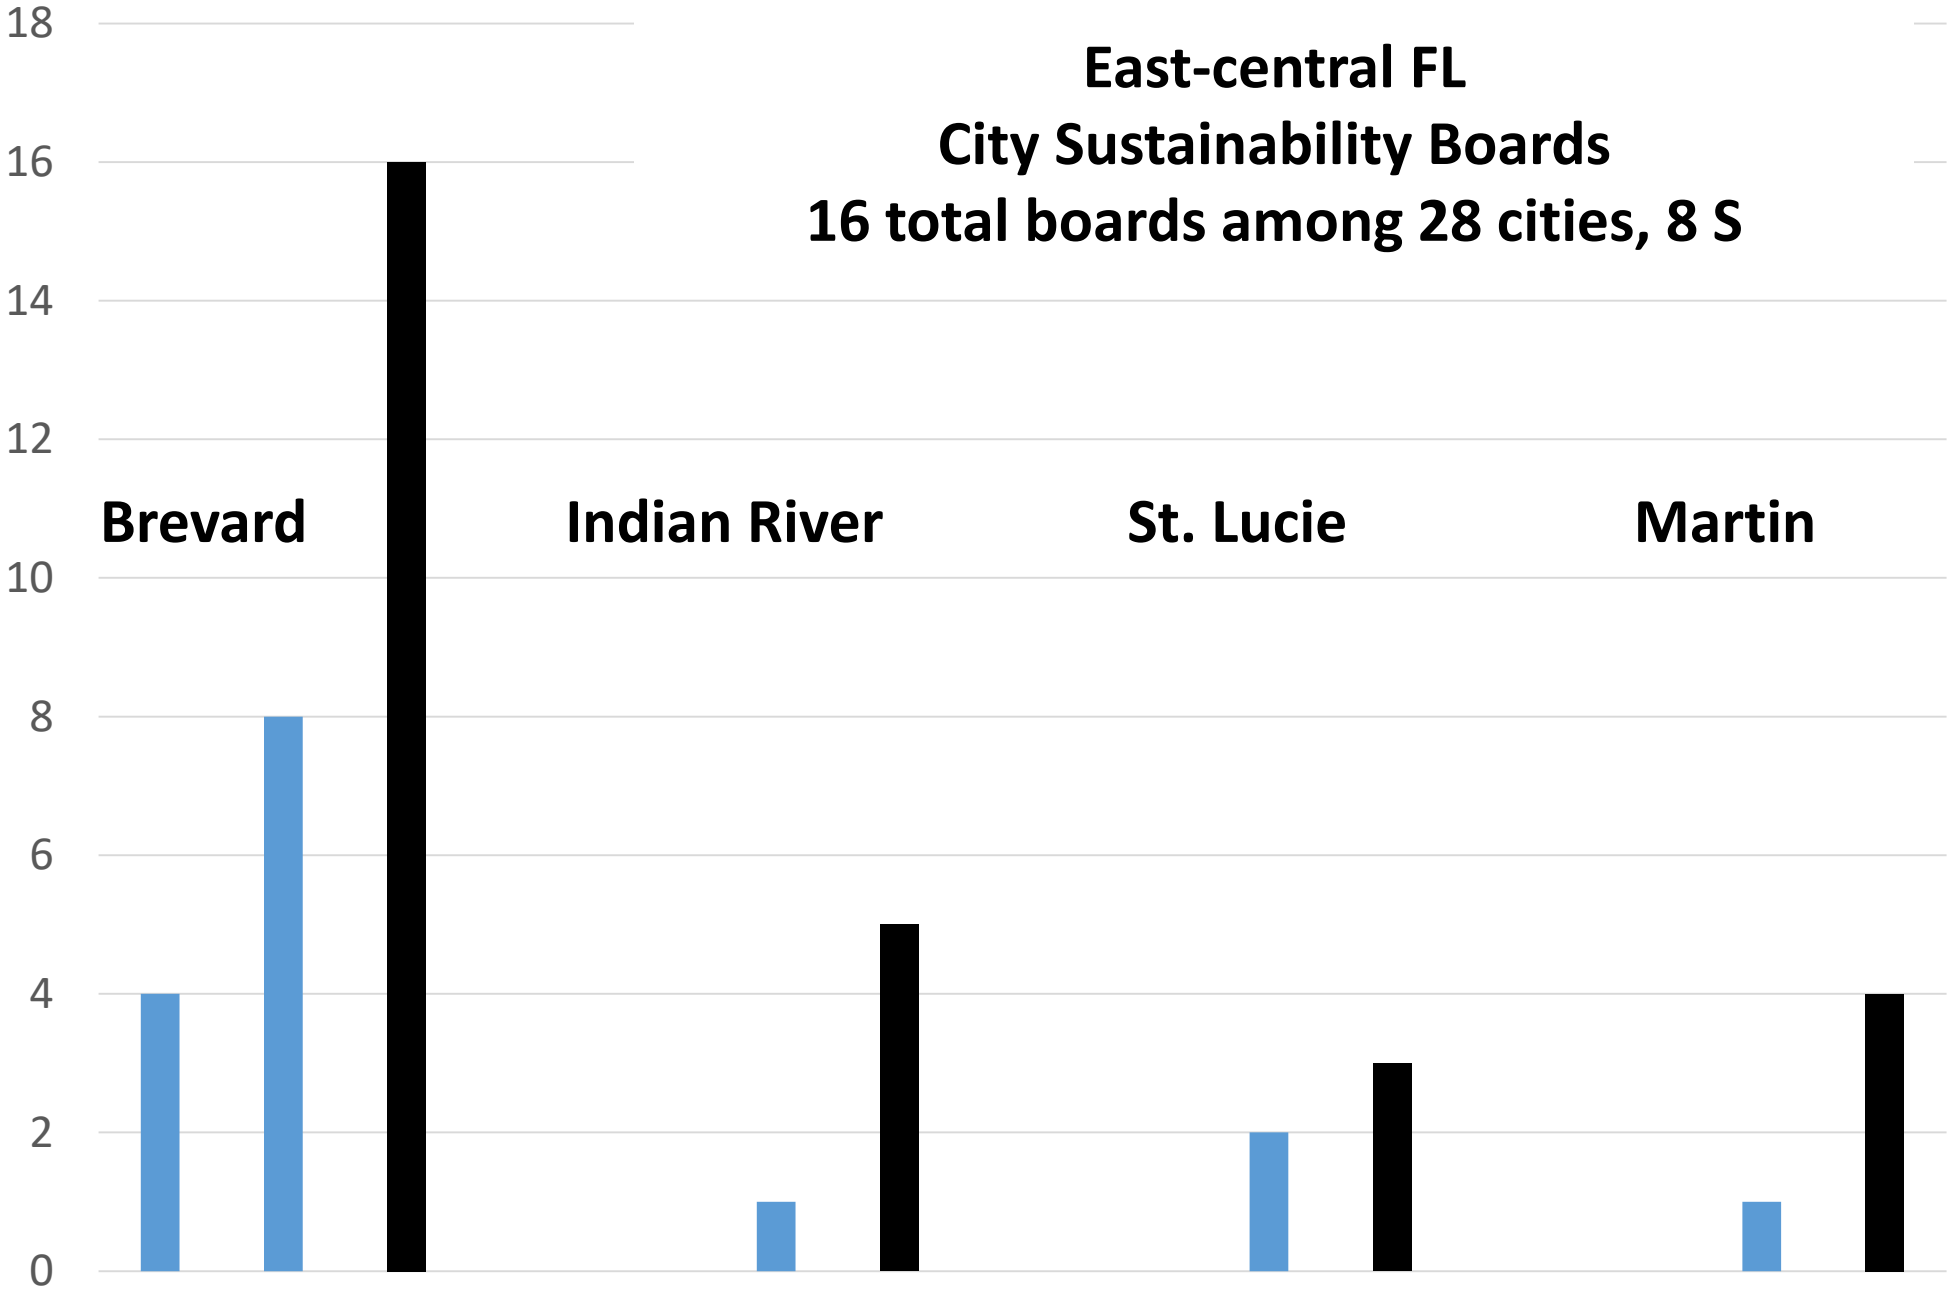 18
East-central FL
City Sustainability Boards
16
16 total boards among 28 cities, 8 S
14
12
Brevard Indian River St. Lucie Martin
10
8
6
4
2
0